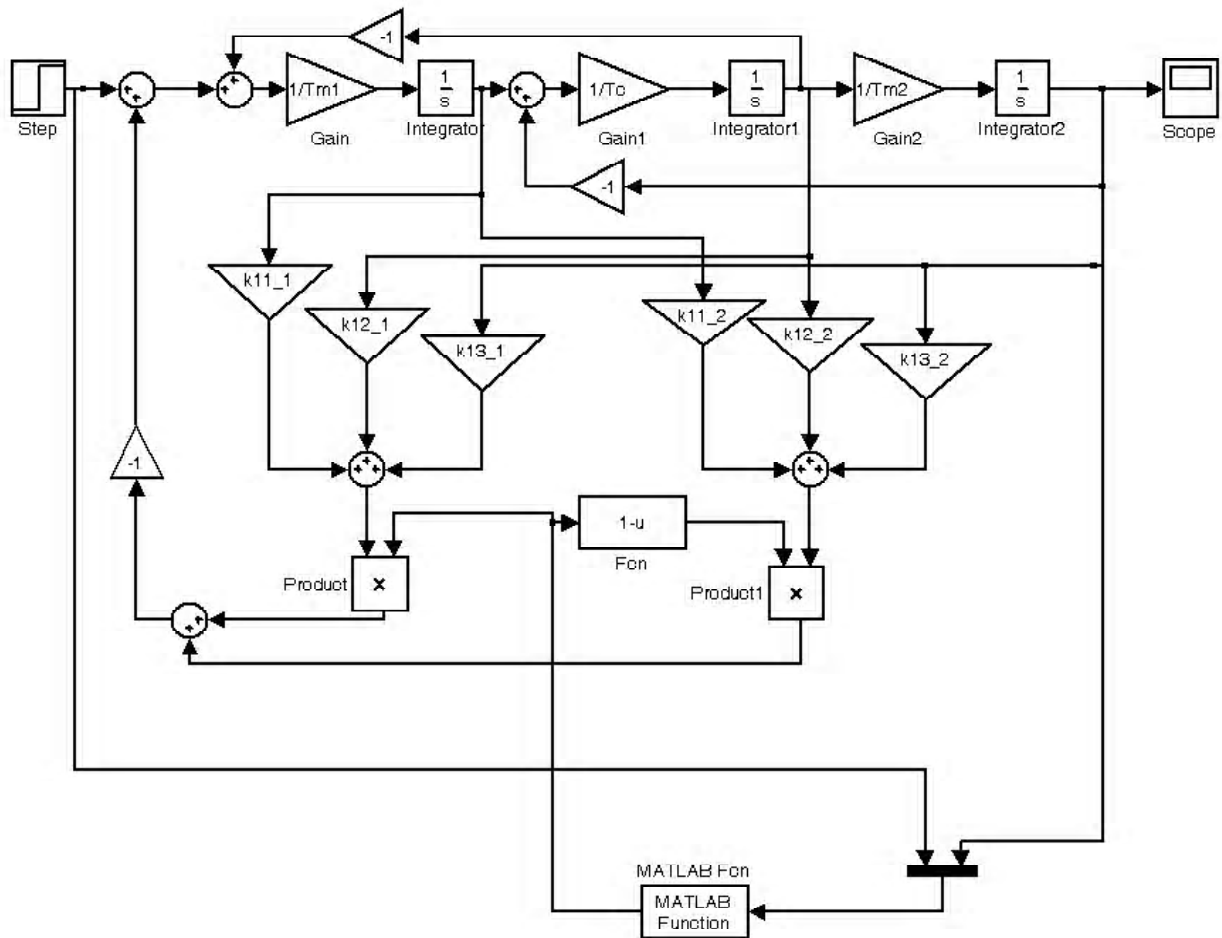 -1
1/Tm1
1
s
1/Tc
1
s
1/Tm2
1
s
Step
Gain
Integrator
Gain1
Integrator1
Gain2
Integrator2
Scope
-1
k11_1
k12_1
k13_1
k11_2
k12_2
k13_2
-1
1-u
Fcn
Product
x
Product1
x
MATLAB Fcn
MATLAB
Function